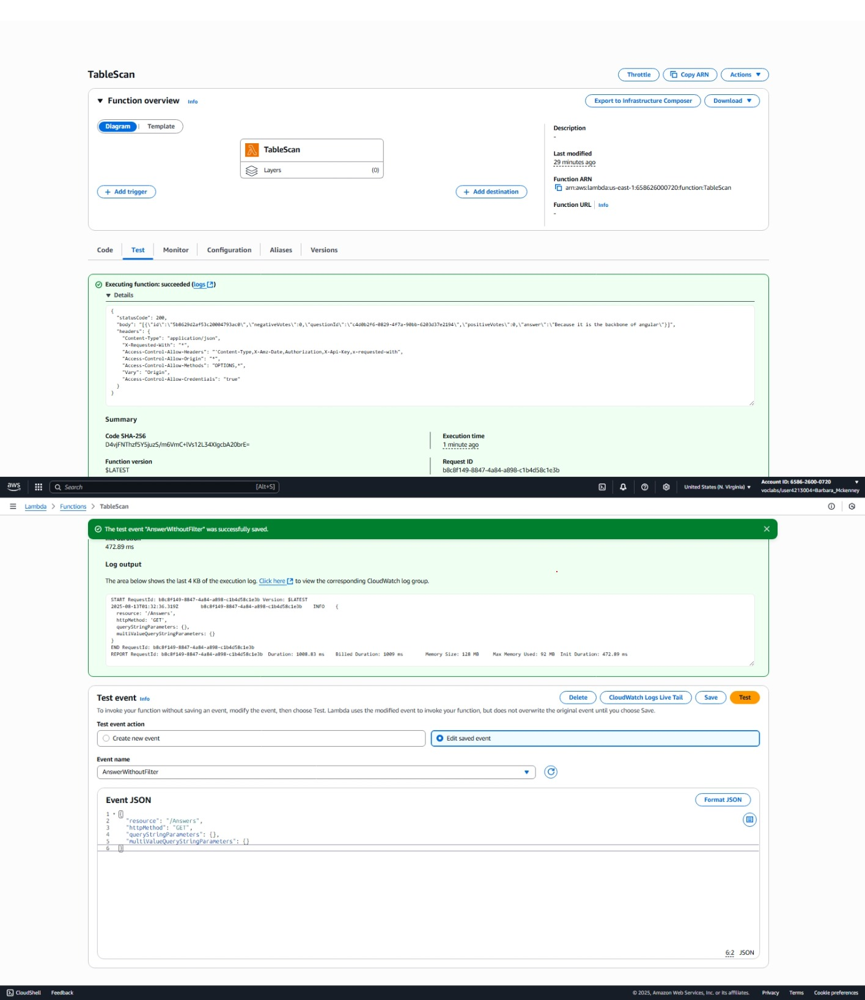 TableScan
Throttle
Copy ARN
Actions
Function overview Info
Export to Infrastructure Composer
Download
Diagram
Template
TableScan
Layers (0)
+ Add trigger
+ Add destination
Description
-
Last modified
29 minutes ago
Function ARN
arn:aws:lambda:us-east-1:658626000720:function:TableScan
Function URL Info
-
Code Test Monitor Configuration Aliases Versions
Executing function: succeeded (logs)
Details
{
"statusCode": 200,
"body": "[{\"id\":\"5b8629d2af53c20004793ac0\",\"negativeVotes\":0,\"questionId\":\"c4d0b2f6-0829-4f7a-90bb-6203d37e2194\",\"positiveVotes\":0,\"answer\":\"Because it is the backbone of angular\"}]",
"headers": {
"Content-Type": "application/json",
"X-Requested-With": "*",
"Access-Control-Allow-Headers": "'Content-Type,X-Amz-Date,Authorization,X-Api-Key,x-requested-with",
"Access-Control-Allow-Origin": "*",
"Access-Control-Allow-Methods": "OPTIONS,*",
"Vary": "Origin",
"Access-Control-Allow-Credentials": "true"
}
}
Summary
Code SHA-256
D4vjFNThzf5Y5juzS/m6VmC+lVs12L34XIgcbA20brE=
Execution time
1 minute ago
Function version
$LATEST
Request ID
b8c8f149-8847-4a84-a898-c1b4d58c1e3b
aws
Search [Alt+S]
United States (N. Virginia)
Account ID: 6586-2600-0720
voclabs/user4213004=Barbara_Mckenney
Lambda > Functions > TableScan
The test event "AnswerWithoutFilter" was successfully saved.
Init duration
472.89 ms
Log output
The area below shows the last 4 KB of the execution log. Click here to view the corresponding CloudWatch log group.
START RequestId: b8c8f149-8847-4a84-a898-c1b4d58c1e3b Version: $LATEST
2025-08-13T01:32:36.319Z b8c8f149-8847-4a84-a898-c1b4d58c1e3b INFO {
resource: '/Answers',
httpMethod: 'GET',
queryStringParameters: {},
multiValueQueryStringParameters: {}
}
END RequestId: b8c8f149-8847-4a84-a898-c1b4d58c1e3b
REPORT RequestId: b8c8f149-8847-4a84-a898-c1b4d58c1e3b Duration: 1008.83 ms Billed Duration: 1009 ms Memory Size: 128 MB Max Memory Used: 92 MB Init Duration: 472.89 ms
Test event Info
Delete
CloudWatch Logs Live Tail
Save
Test
To invoke your function without saving an event, modify the event, then choose Test. Lambda uses the modified event to invoke your function, but does not overwrite the original event until you choose Save.
Test event action
Create new event
Edit saved event
Event name
AnswerWithoutFilter
Event JSON
Format JSON
1 {
2 "resource": "/Answers",
3 "httpMethod": "GET",
4 "queryStringParameters": {},
5 "multiValueQueryStringParameters": {}
6 }
6:2 JSON
CloudShell Feedback
© 2025, Amazon Web Services, Inc. or its affiliates. Privacy Terms Cookie preferences